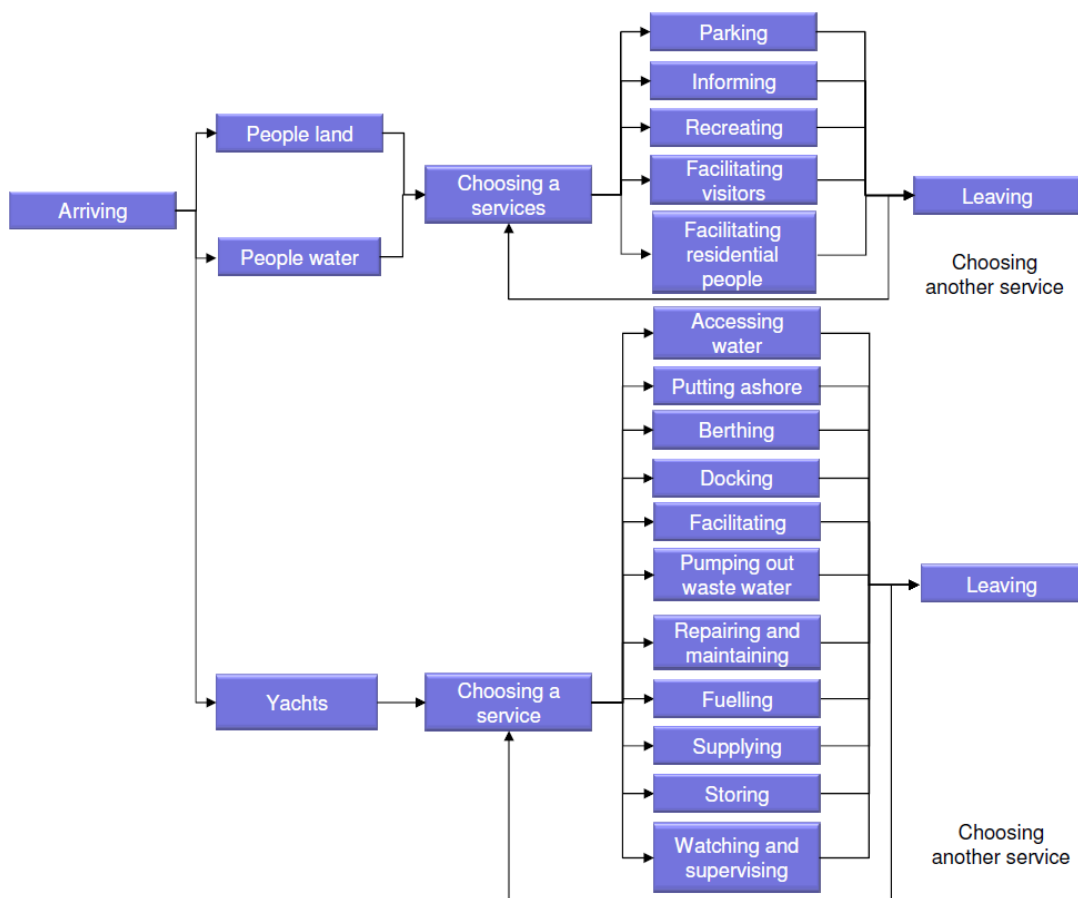 Arriving
People land
People water
Yachts
Choosing a
services
Parking
Informing
Recreating
Facilitating
visitors
Facilitating
residential
people
Leaving
Choosing
another service
Choosing a
service
Accessing
water
Putting ashore
Berthing
Docking
Facilitating
Pumping out
waste water
Repairing and
maintaining
Fuelling
Supplying
Storing
Watching and
supervising
Leaving
Choosing
another service